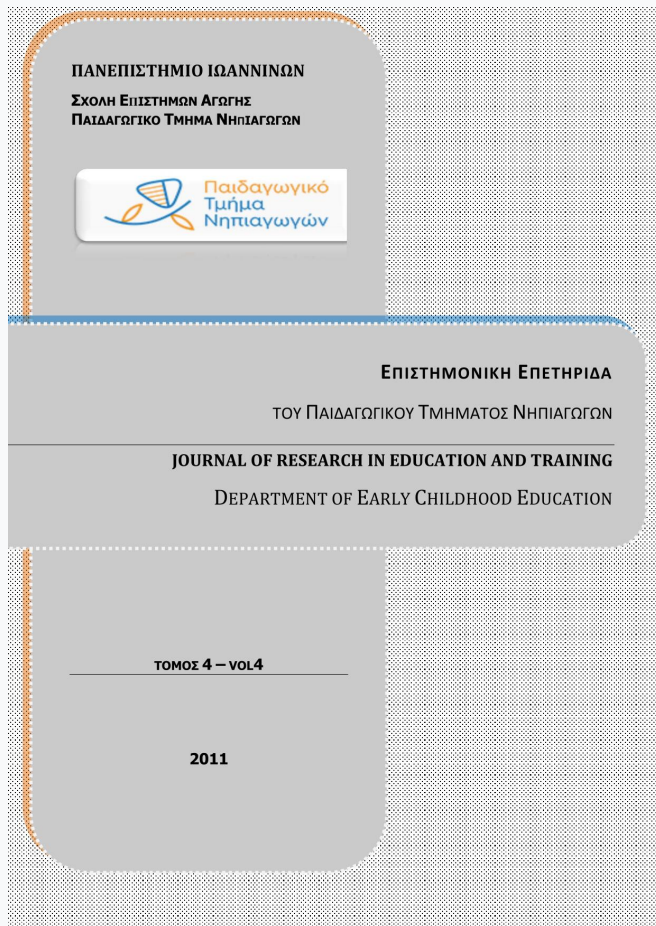 ΠΑΝΕΠΙΣΤΗΜΙΟ ΙΩΑΝΝΙΝΩΝ
ΣΧΟΛΗ ΕΠΙΣΤΗΜΩΝ ΑΓΩΓΗΣ
ΠΑΙΔΑΓΩΓΙΚΟ ΤΜΗΜΑ ΝΗΠΙΑΓΩΓΩΝ
Παιδαγωγικό
Τμήμα
Νηπιαγωγών
ΕΠΙΣΤΗΜΟΝΙΚΗ ΕΠΕΤΗΡΙΔΑ
ΤΟΥ ΠΑΙΔΑΓΩΓΙΚΟΥ ΤΜΗΜΑΤΟΣ ΝΗΠΙΑΓΩΓΩΝ
JOURNAL OF RESEARCH IN EDUCATION AND TRAINING
DEPARTMENT OF EARLY CHILDHOOD EDUCATION
ΤΟΜΟΣ 4 – VOL4
2011